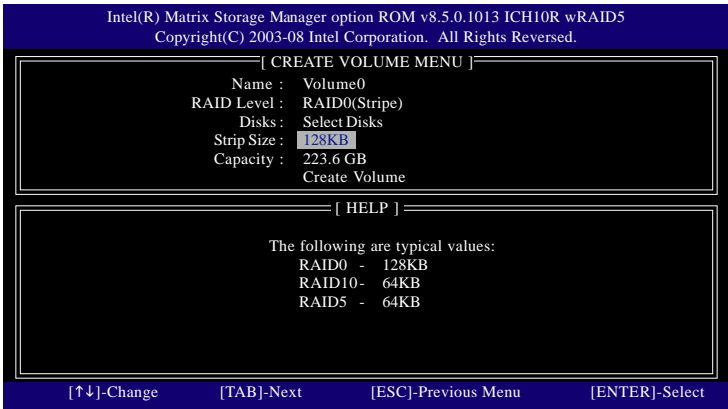 Intel(R) Matrix Storage Manager option ROM v8.5.0.1013 ICH10R wRAID5
Copyright(C) 2003-08 Intel Corporation. All Rights Reversed.
[ CREATE VOLUME MENU ]
Name : Volume0
RAID Level : RAID0(Stripe)
Disks : Select Disks
Strip Size : 128KB
Capacity : 223.6 GB
Create Volume
[ HELP ]
The following are typical values:
RAID0 - 128KB
RAID10- 64KB
RAID5 - 64KB
[↑↓]-Change [TAB]-Next [ESC]-Previous Menu [ENTER]-Select